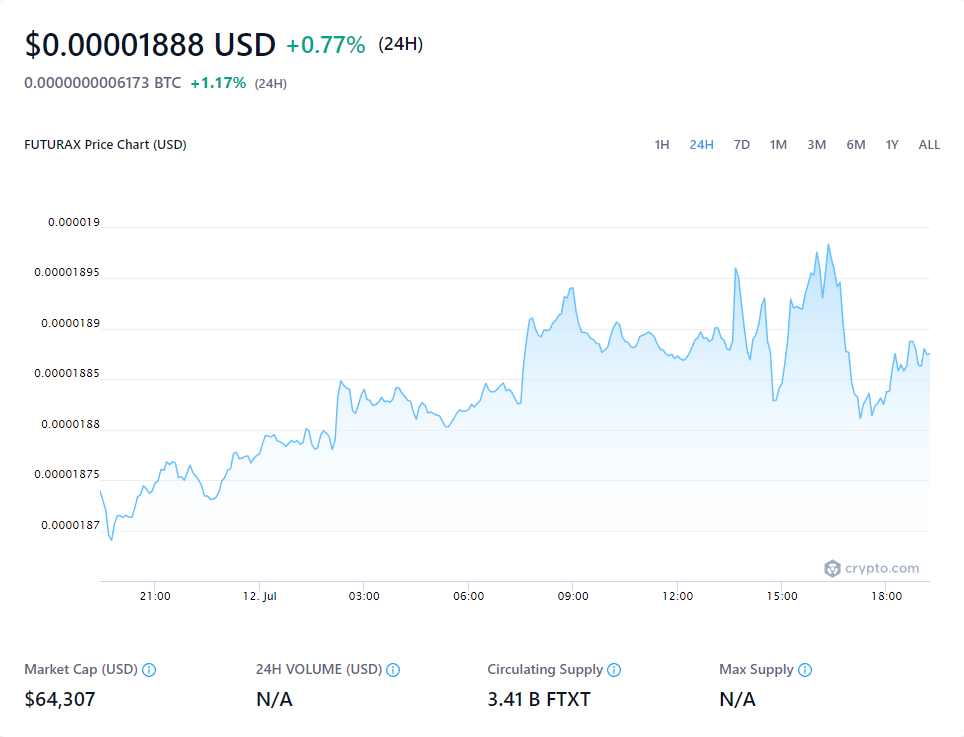 $0.00001888 USD +0.77% (24H)
0.0000000006173 BTC +1.17% (24H)
FUTURAX Price Chart (USD) 1H 24H 7D 1M 3M 6M 1Y ALL
0.000019
0.00001895
0.0000189
0.00001885
0.0000188
0.00001875
0.0000187
crypto.com
21:00 12. Jul 03:00 06:00 09:00 12:00 15:00 18:00
Market Cap (USD) 24H VOLUME (USD) Circulating Supply Max Supply
$64,307 N/A 3.41 B FTXT N/A